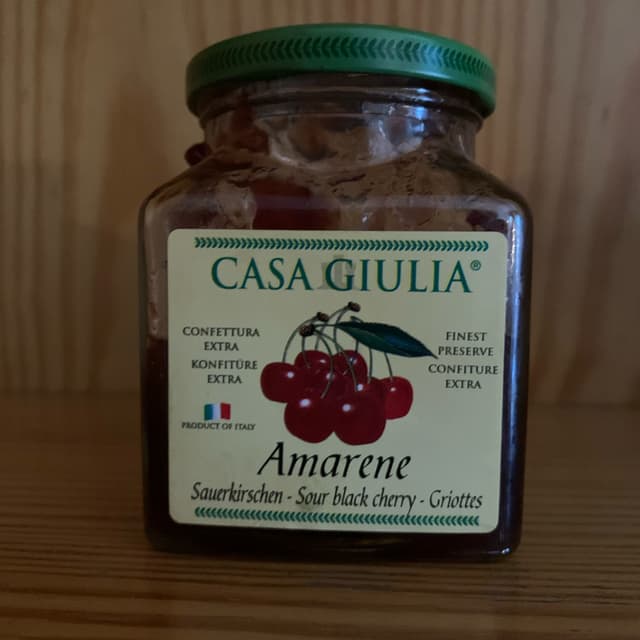 CASA GIULIA®
CONFETTURA
EXTRA
KONFITÜRE
EXTRA
FINEST
PRESERVE
CONFITURE
EXTRA
PRODUCT OF ITALY
Amarene
Sauerkirschen - Sour black cherry - Griottes